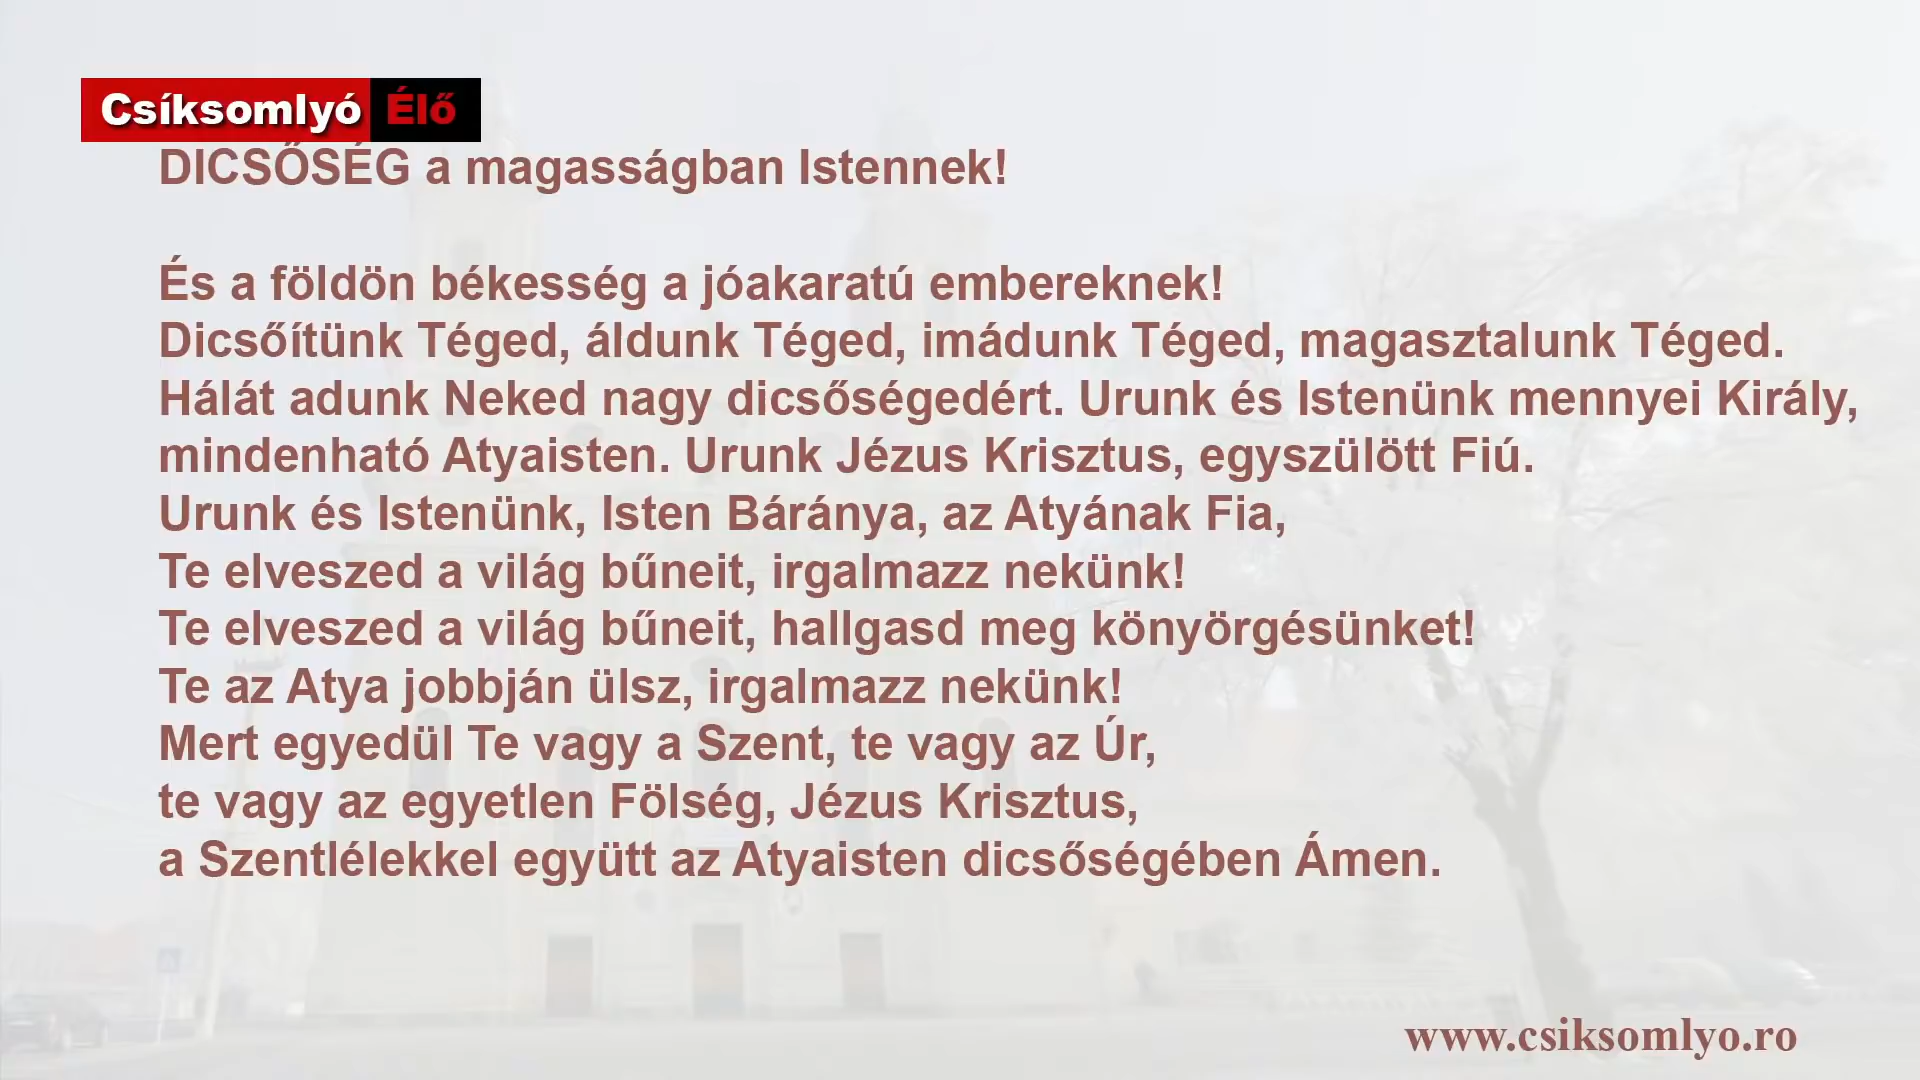 Csíksomlyó Élő
DICSŐSÉG a magasságban Istennek!
És a földön békesség a jóakaratú embereknek!
Dicsőítünk Téged, áldunk Téged, imádunk Téged, magasztalunk Téged.
Hálát adunk Neked nagy dicsőségedért. Urunk és Istenünk mennyei Király,
mindenható Atyaisten. Urunk Jézus Krisztus, egyszülött Fiú.
Urunk és Istenünk, Isten Báránya, az Atyának Fia,
Te elveszed a világ bűneit, irgalmazz nekünk!
Te elveszed a világ bűneit, hallgasd meg könyörgésünket!
Te az Atya jobbján ülsz, irgalmazz nekünk!
Mert egyedül Te vagy a Szent, te vagy az Úr,
te vagy az egyetlen Fölség, Jézus Krisztus,
a Szentlélekkel együtt az Atyaisten dicsőségében Ámen.
www.csiksomlyo.ro